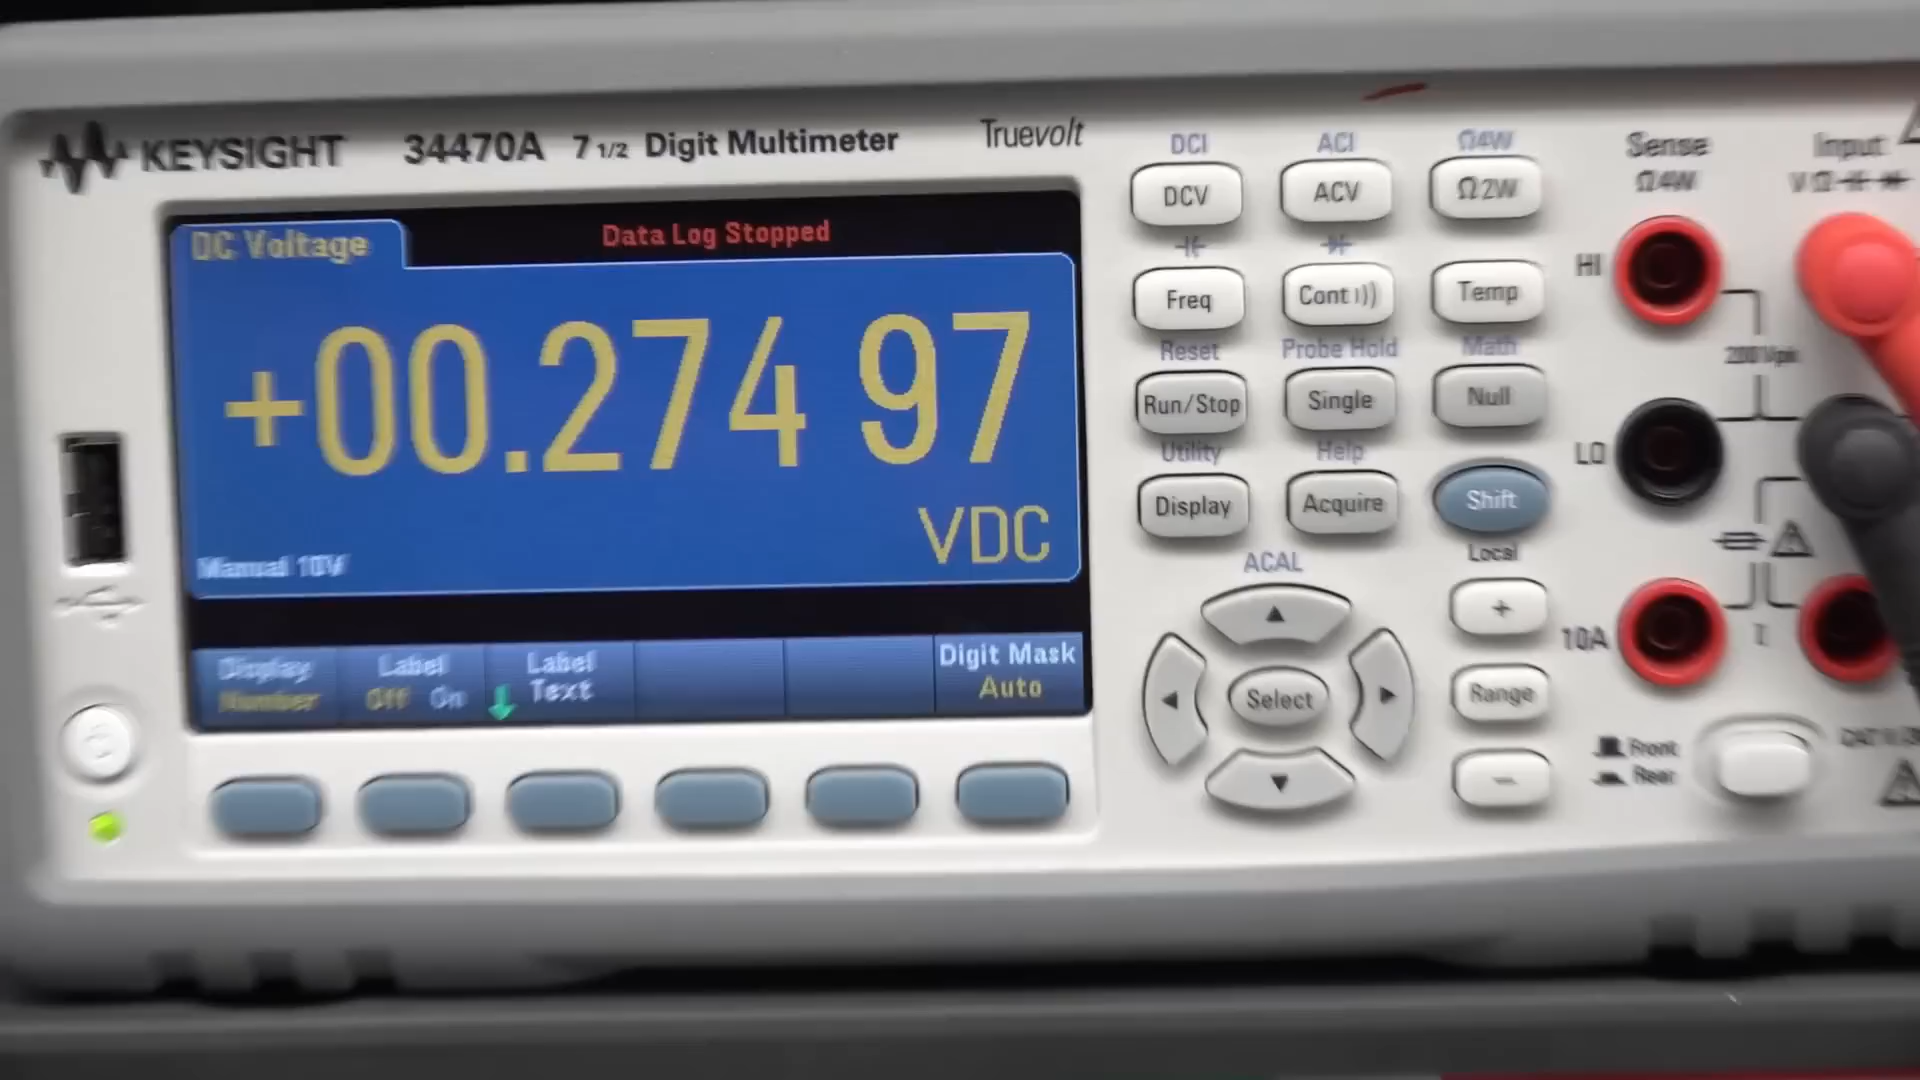 KEYSIGHT 34470A 7 1/2 Digit Multimeter Truevolt
DC Voltage
Data Log Stopped
+00.274 97
VDC
Manual 10V
Display
Number
Label
Off On
Label
Text
Digit Mask
Auto
DCI ACI Ω4W
DCV ACV Ω2W
Freq Cont Temp
Reset Probe Hold Math
Run/Stop Single Null
Utility Help
Display Acquire Shift
Local
ACAL
+
Select
Range
−
Sense
Ω4W
Input
VΩ
HI
200 Vpk
LO
10A
I
Front
Rear